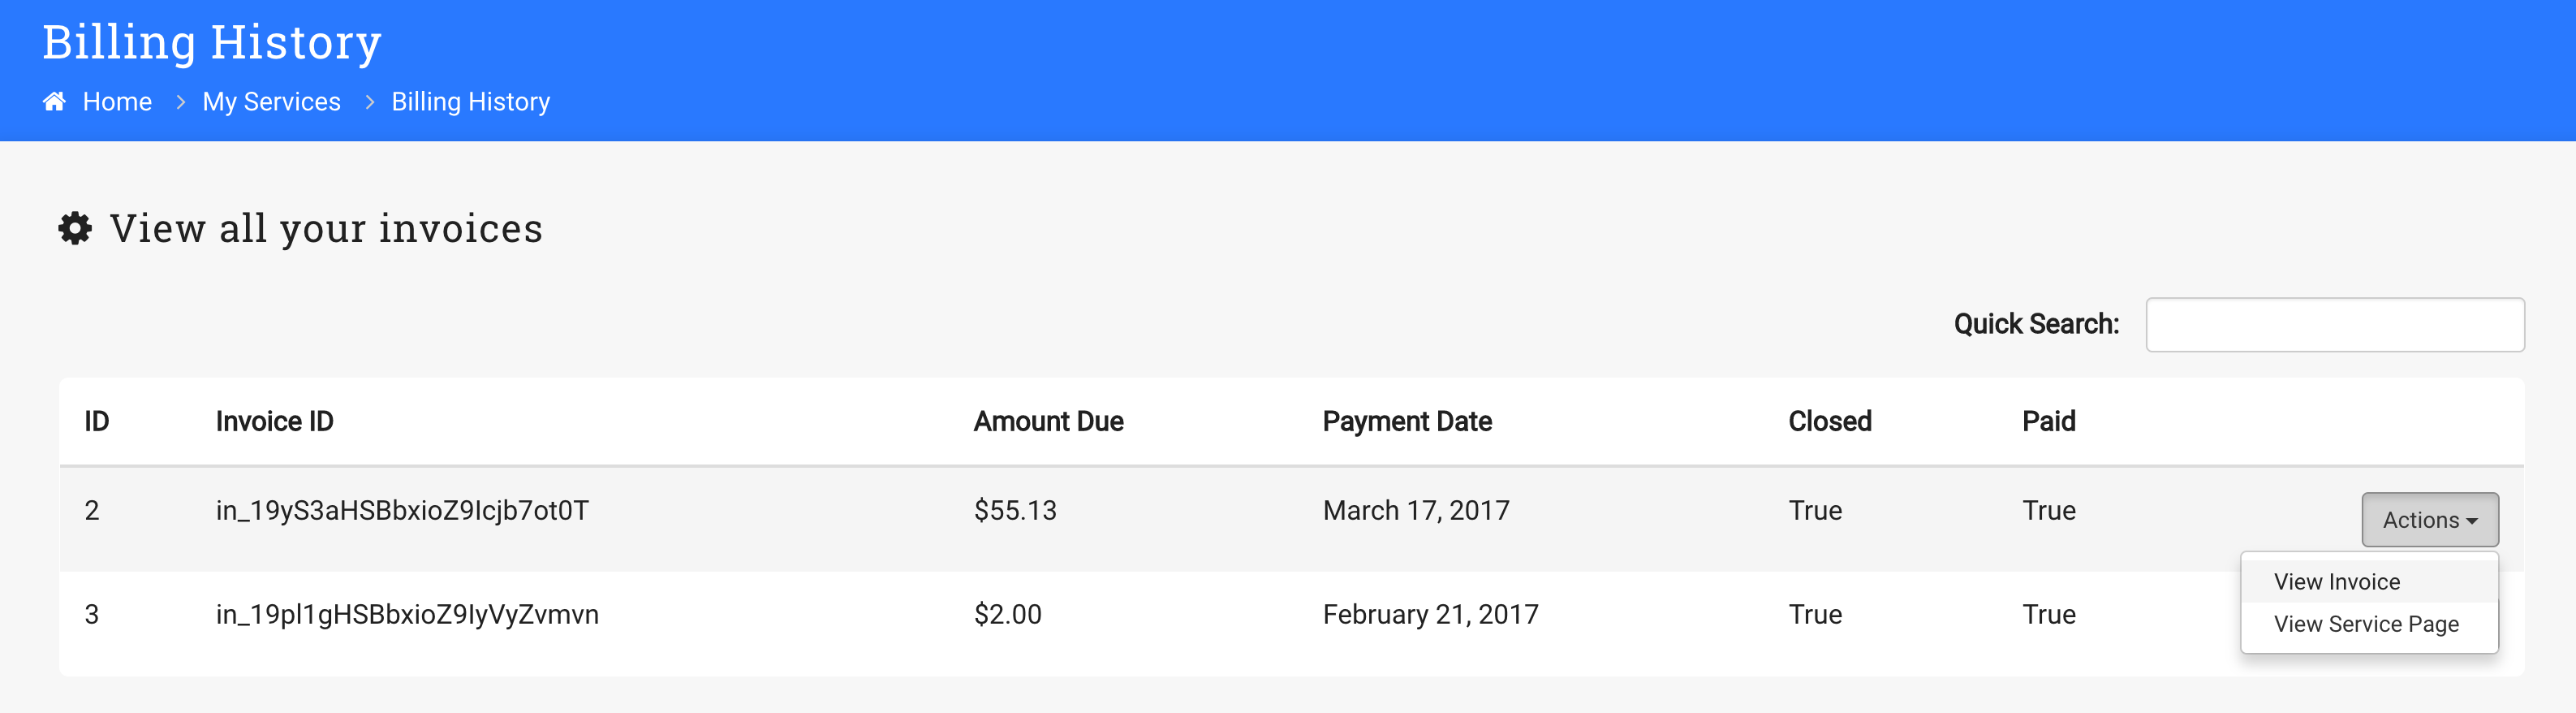 Billing History
Home > My Services > Billing History
View all your invoices
Quick Search:
ID Invoice ID Amount Due Payment Date Closed Paid
2 in_19yS3aHSBbxioZ9Icjb7ot0T $55.13 March 17, 2017 True True Actions
View Invoice
3 in_19pl1gHSBbxioZ9IyVyZvmvn $2.00 February 21, 2017 True True
View Service Page